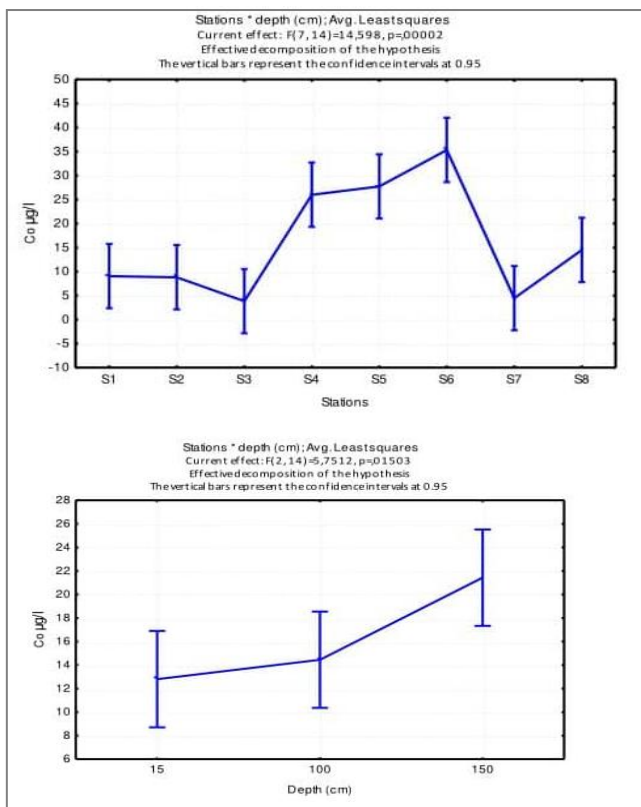 Stations * depth (cm); Avg. Leastsquares
Current effect: F(7, 14)=14,598, p=,00002
Effective decomposition of the hypothesis
The vertical bars represent the confidence intervals at 0.95
50
45
40
35
30
25
20
15
10
5
0
-5
-10
Co µg/l
S1 S2 S3 S4 S5 S6 S7 S8
Stations
Stations * depth (cm); Avg. Leastsquares
Current effect: F(2, 14)=5,7512, p=,01503
Effective decomposition of the hypothesis
The vertical bars represent the confidence intervals at 0.95
28
26
24
22
20
18
16
14
12
10
8
6
Co µg/l
15 100 150
Depth (cm)